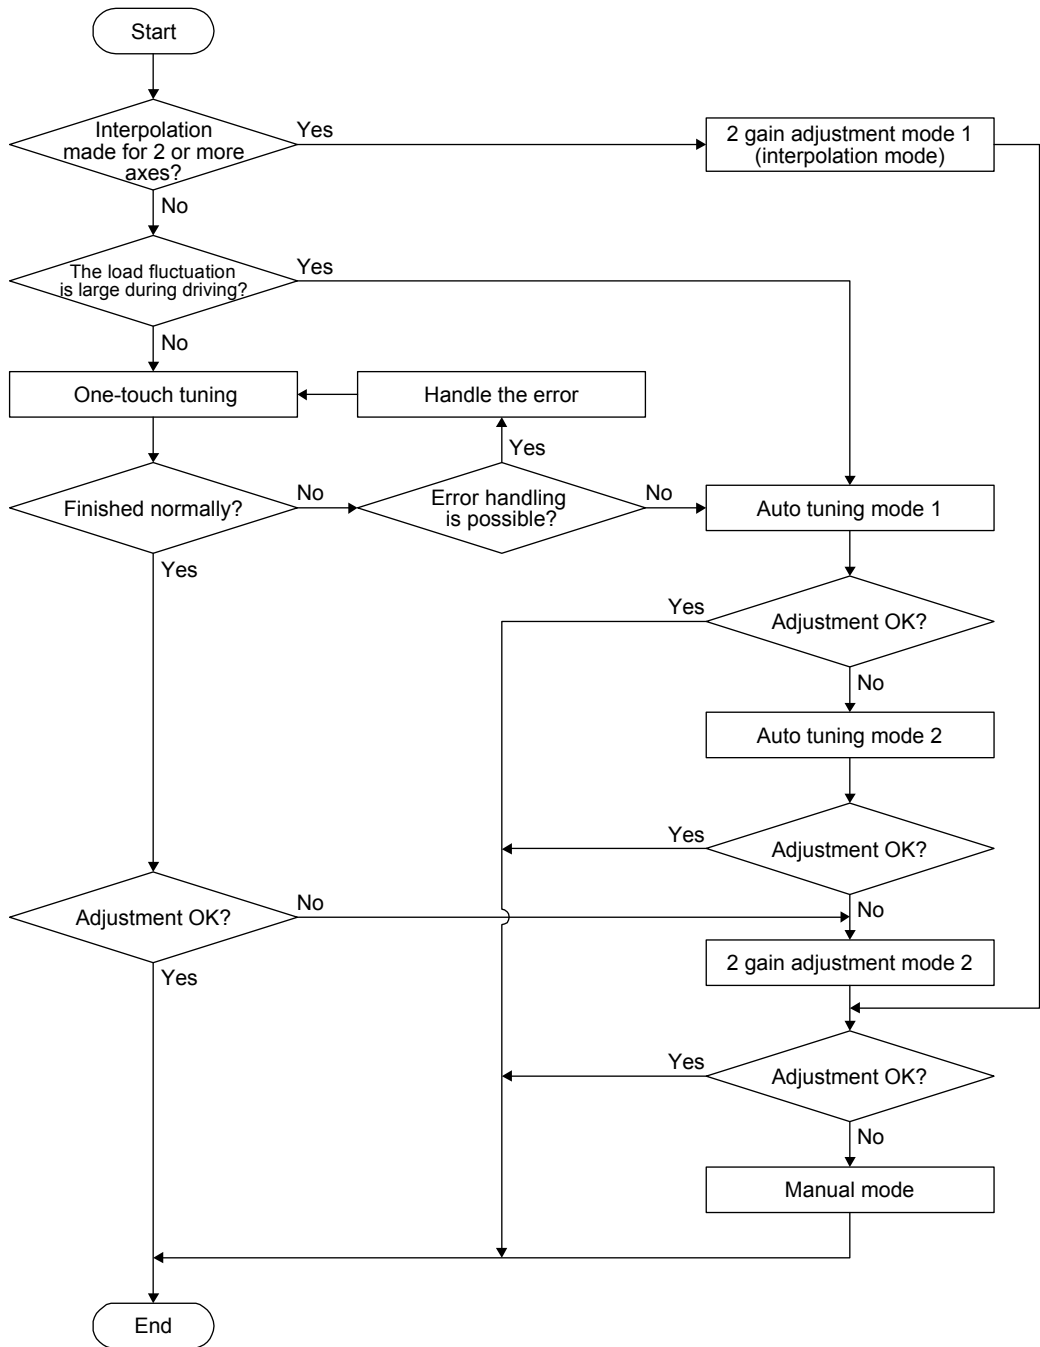 Start
Interpolation
made for 2 or more
axes?
Yes
2 gain adjustment mode 1
(interpolation mode)
No
The load fluctuation
is large during driving?
Yes
No
One-touch tuning
Handle the error
Yes
Finished normally?
No
Error handling
is possible?
No
Auto tuning mode 1
Yes
Yes
Adjustment OK?
No
Auto tuning mode 2
Yes
Adjustment OK?
No
Adjustment OK?
No
Yes
2 gain adjustment mode 2
Yes
Adjustment OK?
No
Manual mode
End